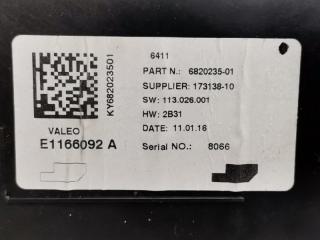 6411
PART N.: 6820235-01
SUPPLIER: 173138-10
SW: 113.026.001
HW: 2B31
DATE: 11.01.16
Serial NO.: 8066
KY682023501
VALEO
E1166092 A